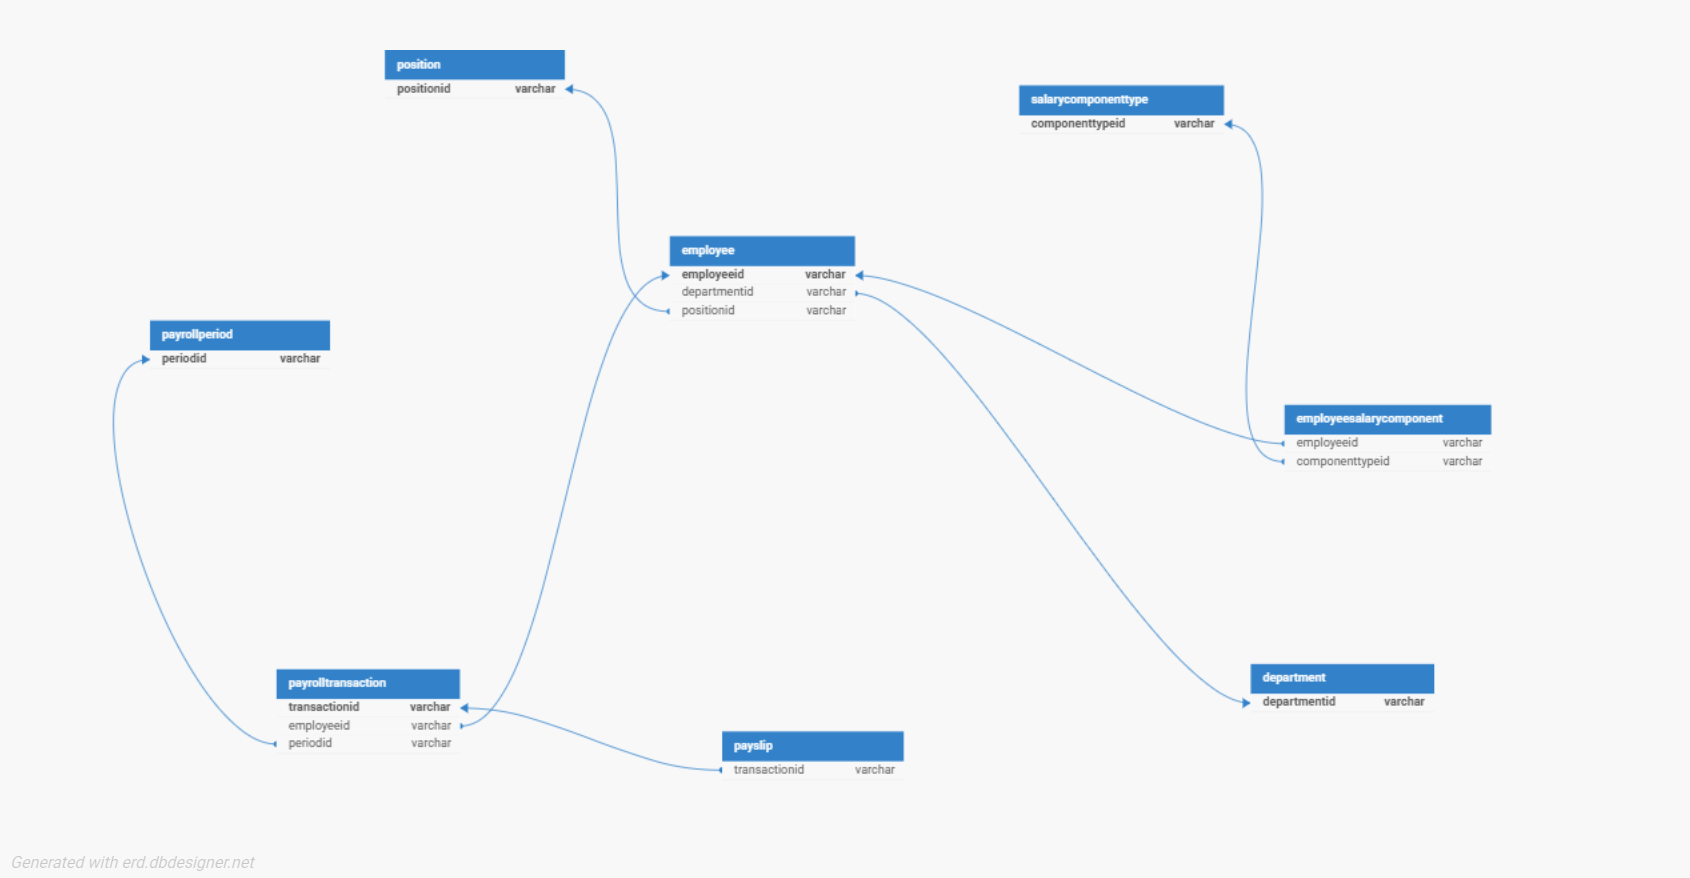 position
positionid varchar
salarycomponenttype
componenttypeid varchar
employee
employeeid varchar
departmentid varchar
positionid varchar
payrollperiod
periodid varchar
employeesalarycomponent
employeeid varchar
componenttypeid varchar
payrolltransaction
transactionid varchar
employeeid varchar
periodid varchar
department
departmentid varchar
payslip
transactionid varchar
Generated with erd.dbdesigner.net